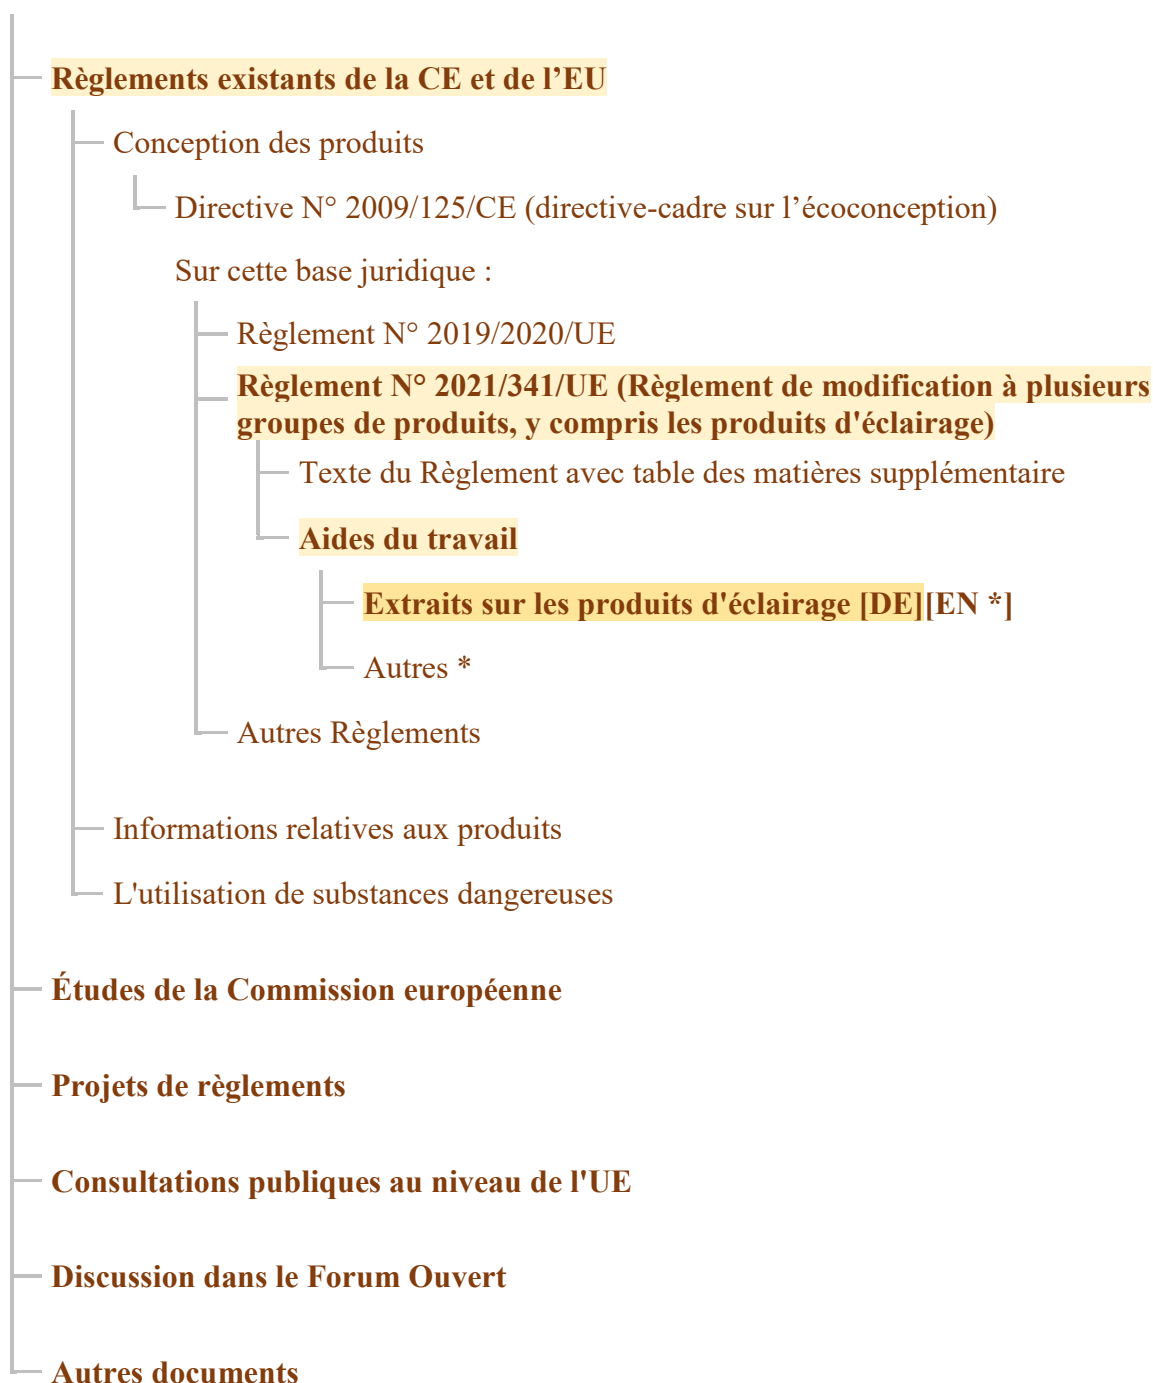 Règlements existants de la CE et de l’EU
Conception des produits
Directive N° 2009/125/CE (directive-cadre sur l’écoconception)
Sur cette base juridique :
Règlement N° 2019/2020/UE
Règlement N° 2021/341/UE (Règlement de modification à plusieurs
groupes de produits, y compris les produits d'éclairage)
Texte du Règlement avec table des matières supplémentaire
Aides du travail
Extraits sur les produits d'éclairage [DE][EN *]
Autres *
Autres Règlements
Informations relatives aux produits
L'utilisation de substances dangereuses
Études de la Commission européenne
Projets de règlements
Consultations publiques au niveau de l'UE
Discussion dans le Forum Ouvert
Autres documents